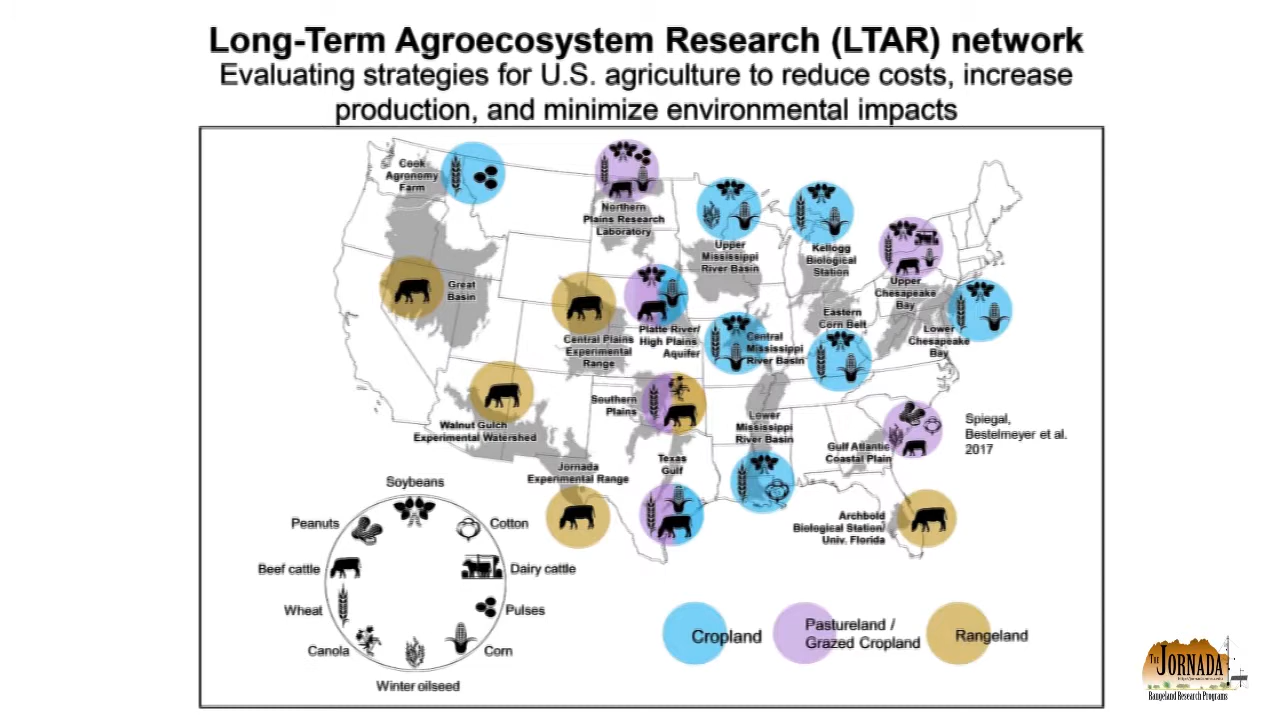 Long-Term Agroecosystem Research (LTAR) network
Evaluating strategies for U.S. agriculture to reduce costs, increase
production, and minimize environmental impacts
Cook
Agronomy
Farm
Northern
Plains Research
Laboratory
Upper
Mississippi
River Basin
Kellogg
Biological
Station
Upper
Chesapeake
Bay
Great
Basin
Central Plains
Experimental
Range
Platte River/
High Plains
Aquifer
Central
Mississippi
River Basin
Eastern
Corn Belt
Lower
Chesapeake
Bay
Walnut Gulch
Experimental Watershed
Southern
Plains
Lower
Mississippi
River Basin
Gulf Atlantic
Coastal Plain
Spiegal,
Bestelmeyer et al.
2017
Jornada
Experimental Range
Texas
Gulf
Archbold
Biological Station/
Univ. Florida
Soybeans
Peanuts
Cotton
Beef cattle
Dairy cattle
Wheat
Pulses
Canola
Corn
Winter oilseed
Cropland
Pastureland /
Grazed Cropland
Rangeland
THE JORNADA
Rangeland Research Programs